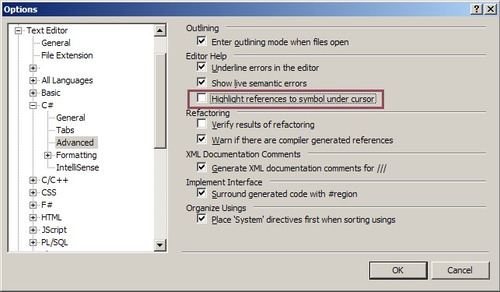 Options
Text Editor
General
File Extension
All Languages
Basic
C#
General
Tabs
Advanced
Formatting
IntelliSense
C/C++
CSS
F#
HTML
JScript
PL/SQL
Outlining
Enter outlining mode when files open
Editor Help
Underline errors in the editor
Show live semantic errors
Highlight references to symbol under cursor
Refactoring
Verify results of refactoring
Warn if there are compiler generated references
XML Documentation Comments
Generate XML documentation comments for ///
Implement Interface
Surround generated code with #region
Organize Usings
Place 'System' directives first when sorting usings
OK
Cancel